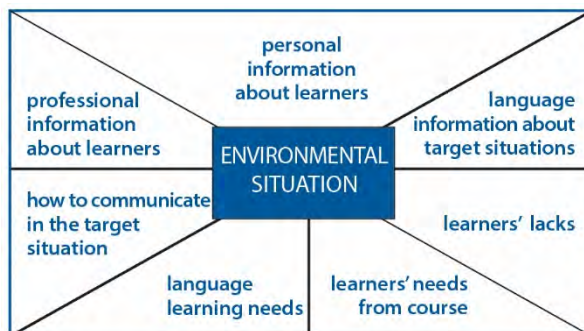 personal
information
about learners
professional
information
about learners
language
information about
target situations
ENVIRONMENTAL
SITUATION
how to communicate
in the target
situation
learners' lacks
language
learning needs
learners' needs
from course